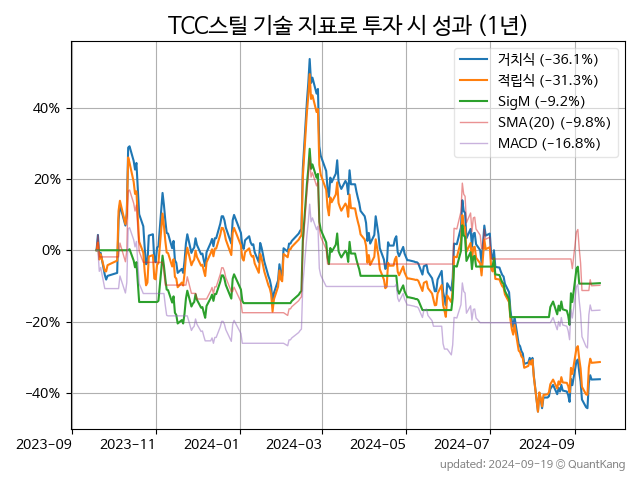 TCC스틸 기술 지표로 투자 시 성과 (1년)
거치식 (−36.1%)
적립식 (−31.3%)
SigM (−9.2%)
SMA(20) (−9.8%)
MACD (−16.8%)
40%
20%
0%
−20%
−40%
2023−09 2023−11 2024−01 2024−03 2024−05 2024−07 2024−09
updated: 2024−09−19 © QuantKang